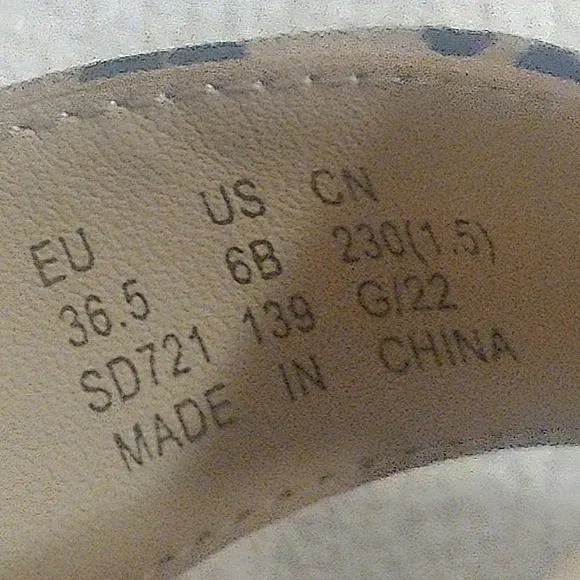 EU US CN
36.5 6B 230(1.5)
SD721 139 G/22
MADE IN CHINA